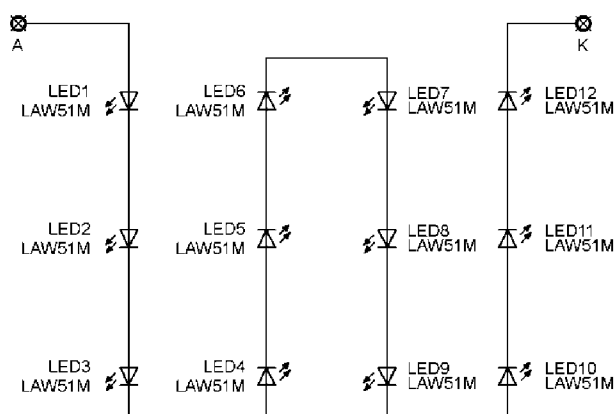 A
K
LED1
LAW51M
LED6
LAW51M
LED7
LAW51M
LED12
LAW51M
LED2
LAW51M
LED5
LAW51M
LED8
LAW51M
LED11
LAW51M
LED3
LAW51M
LED4
LAW51M
LED9
LAW51M
LED10
LAW51M